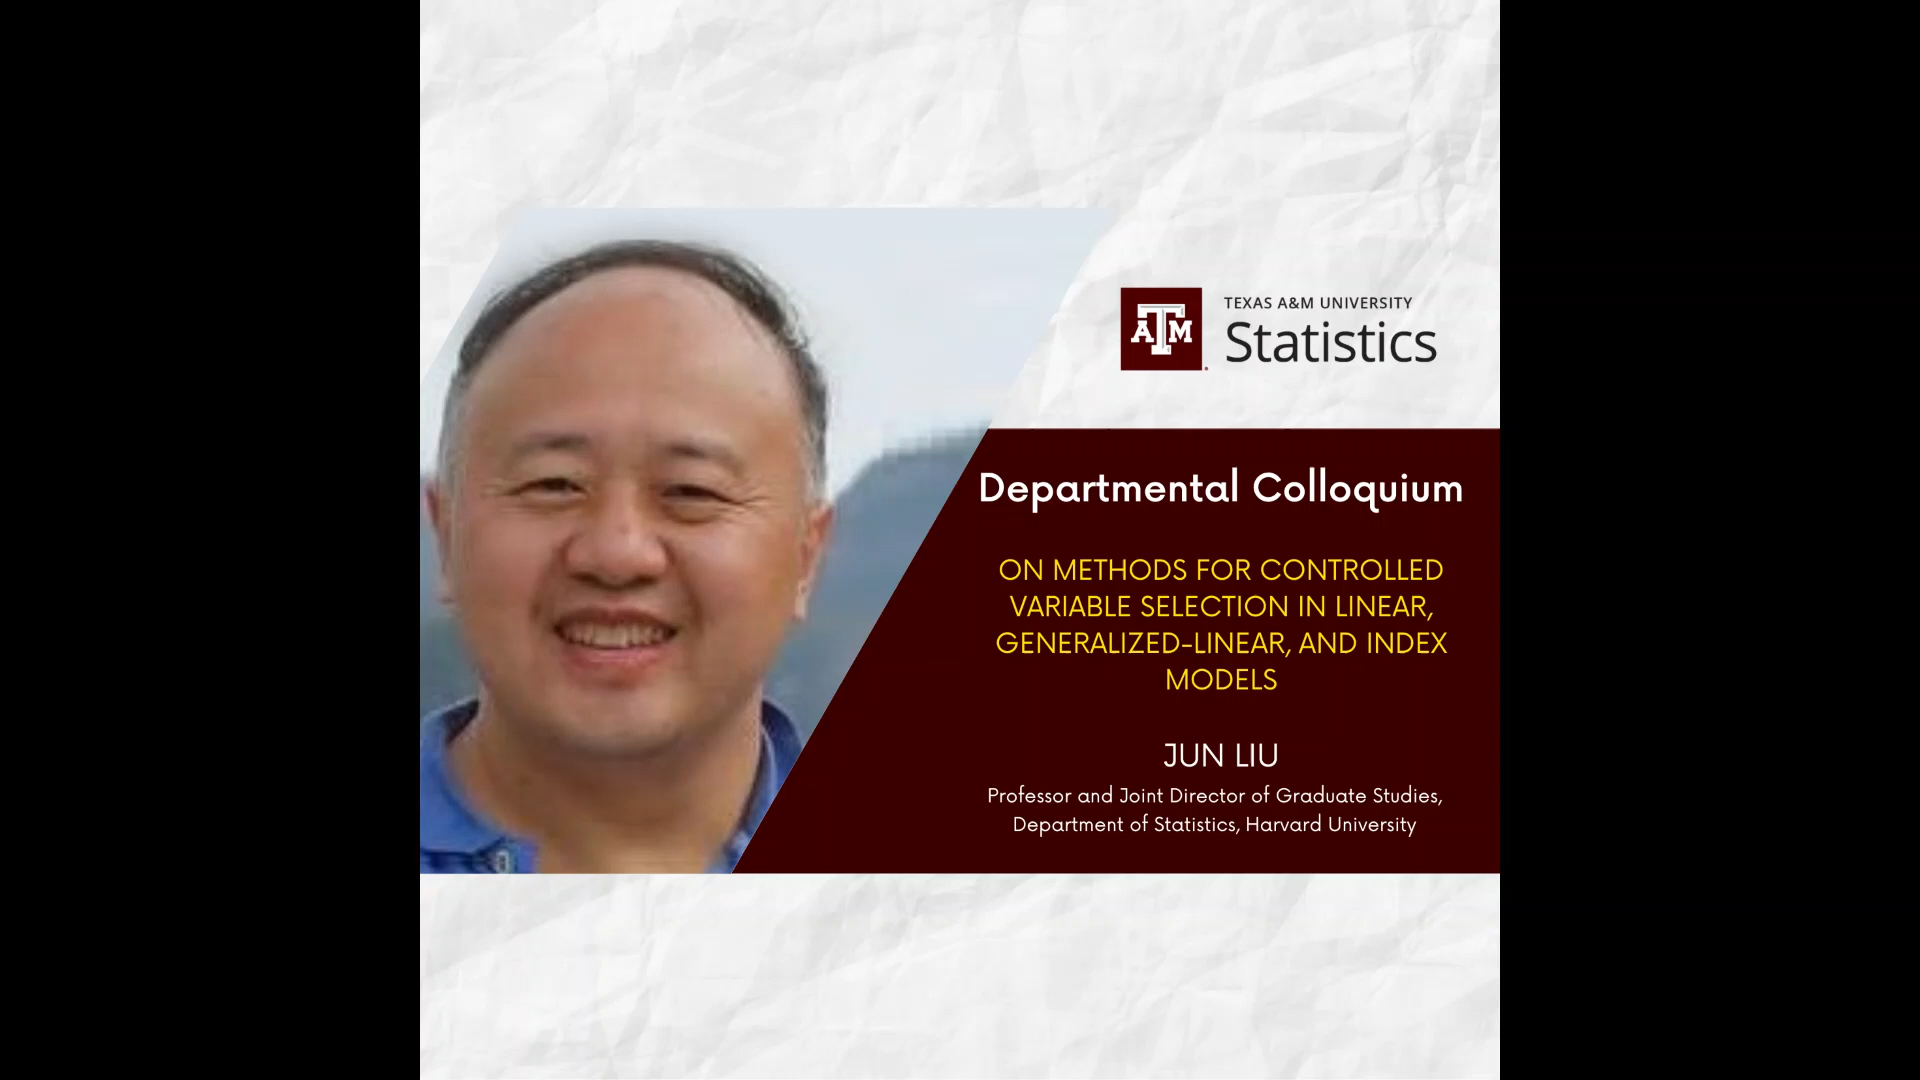 TEXAS A&M UNIVERSITY
ATM
Statistics
Departmental Colloquium
ON METHODS FOR CONTROLLED
VARIABLE SELECTION IN LINEAR,
GENERALIZED-LINEAR, AND INDEX
MODELS
JUN LIU
Professor and Joint Director of Graduate Studies,
Department of Statistics, Harvard University